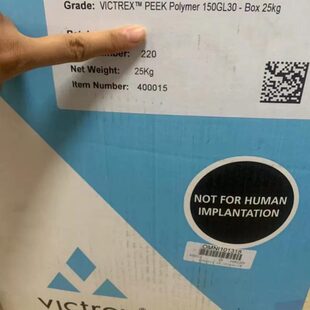 Grade: VICTREX™ PEEK Polymer 150GL30 - Box 25kg
220
Net Weight: 25Kg
Item Number: 400015
NOT FOR HUMAN
IMPLANTATION
OMNI101318
victrex